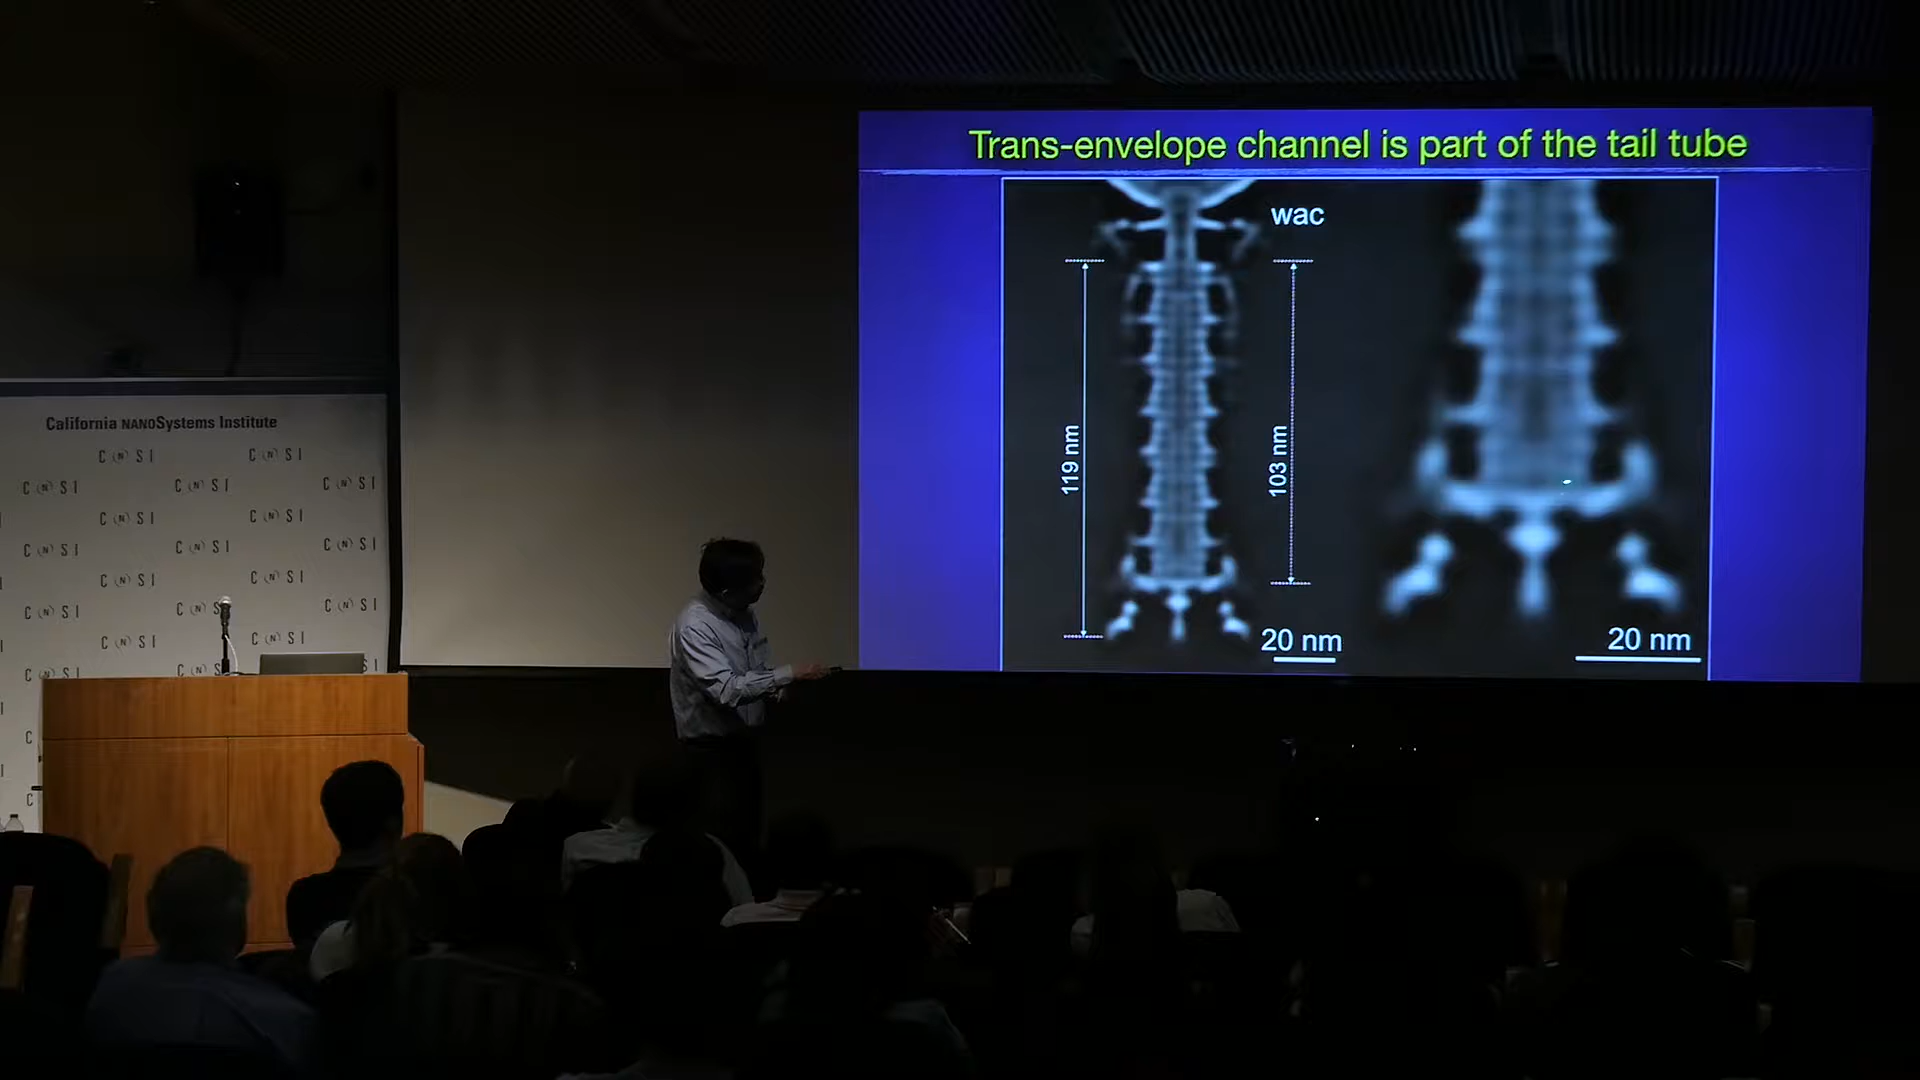 Trans-envelope channel is part of the tail tube
wac
119 nm
103 nm
20 nm
20 nm
California NANOSystems Institute
C (N) S I C (N) S I
C (N) S I C (N) S I C (N) S I
C (N) S I C (N) S I
C (N) S I C (N) S I C (N) S I
C (N) S I C (N) S I
C (N) S I C (N) S C (N) S I
C (N) S I C (N) S I
C (N) S I C (N) S S I
C
C